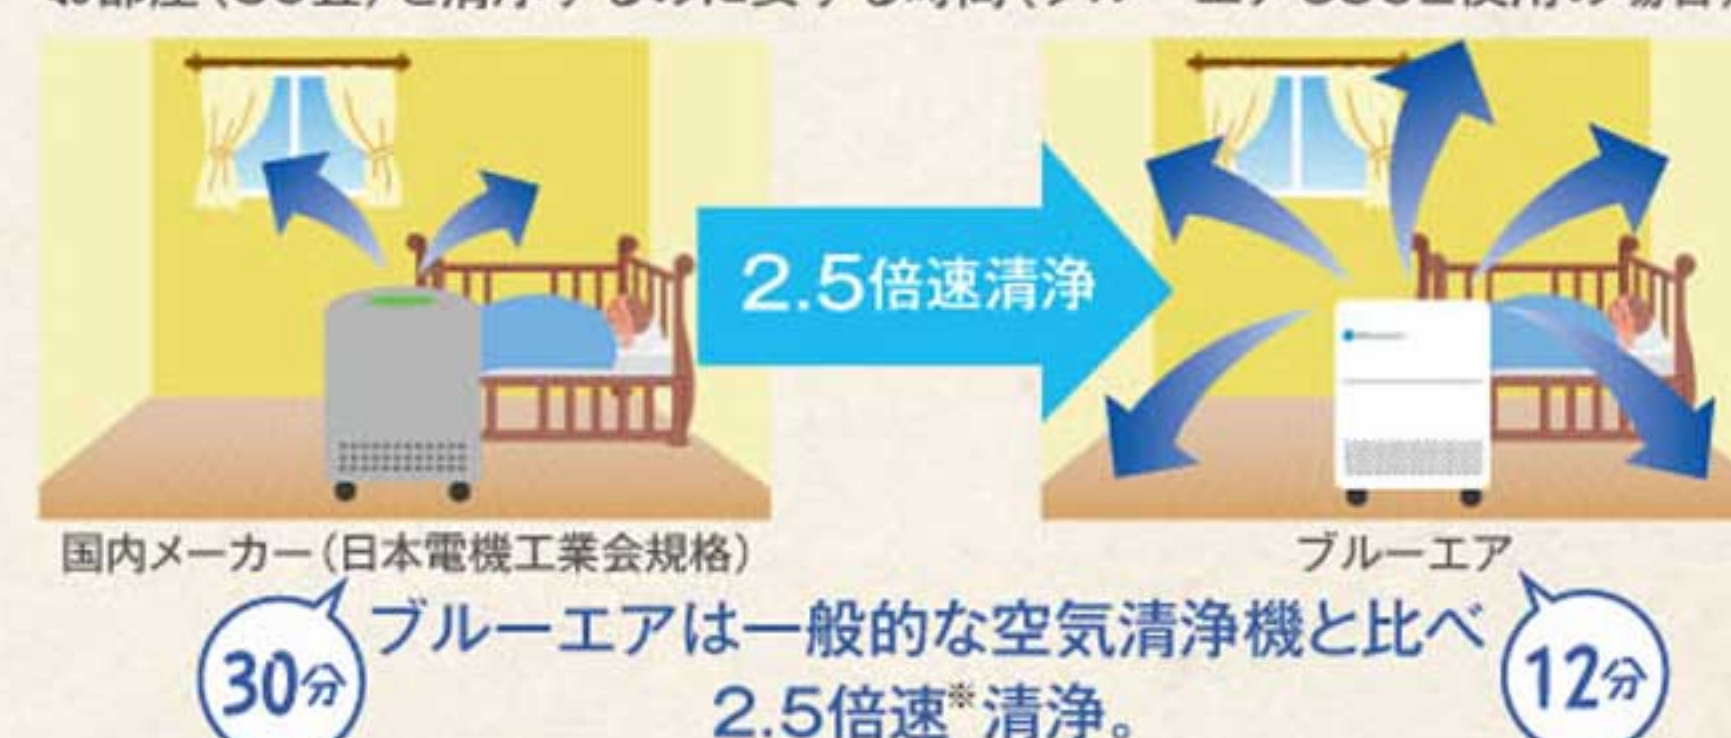 2.5倍速清浄
国内メーカー(日本電機工業会規格)
ブルーエア
30分
ブルーエアは一般的な空気清浄機と比べ
12分
2.5倍速※清浄。